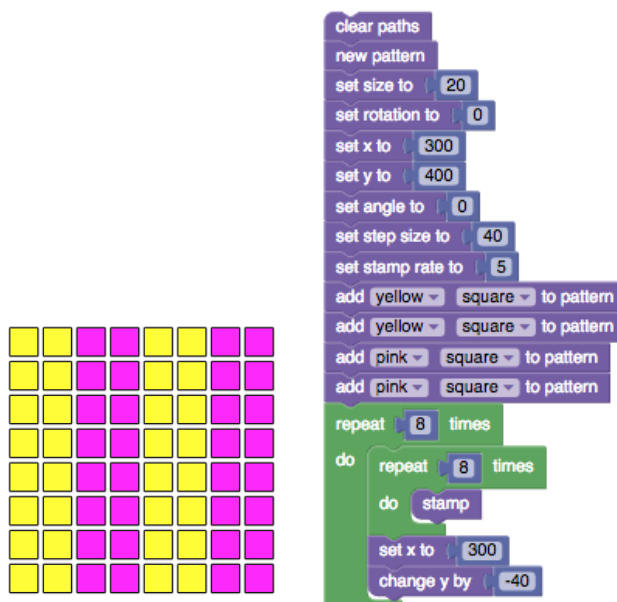 clear paths
new pattern
set size to 20
set rotation to 0
set x to 300
set y to 400
set angle to 0
set step size to 40
set stamp rate to 5
add yellow square to pattern
add yellow square to pattern
add pink square to pattern
add pink square to pattern
repeat 8 times
do repeat 8 times
do stamp
set x to 300
change y by -40